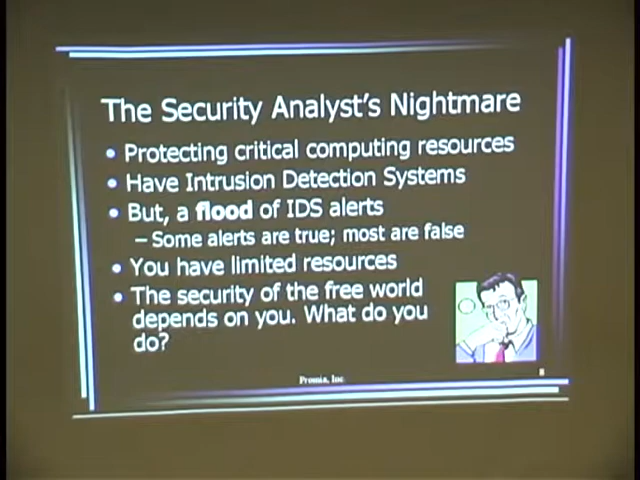 The Security Analyst's Nightmare
• Protecting critical computing resources
• Have Intrusion Detection Systems
• But, a flood of IDS alerts
– Some alerts are true; most are false
• You have limited resources
• The security of the free world
depends on you. What do you
do?
Promia, Inc
8